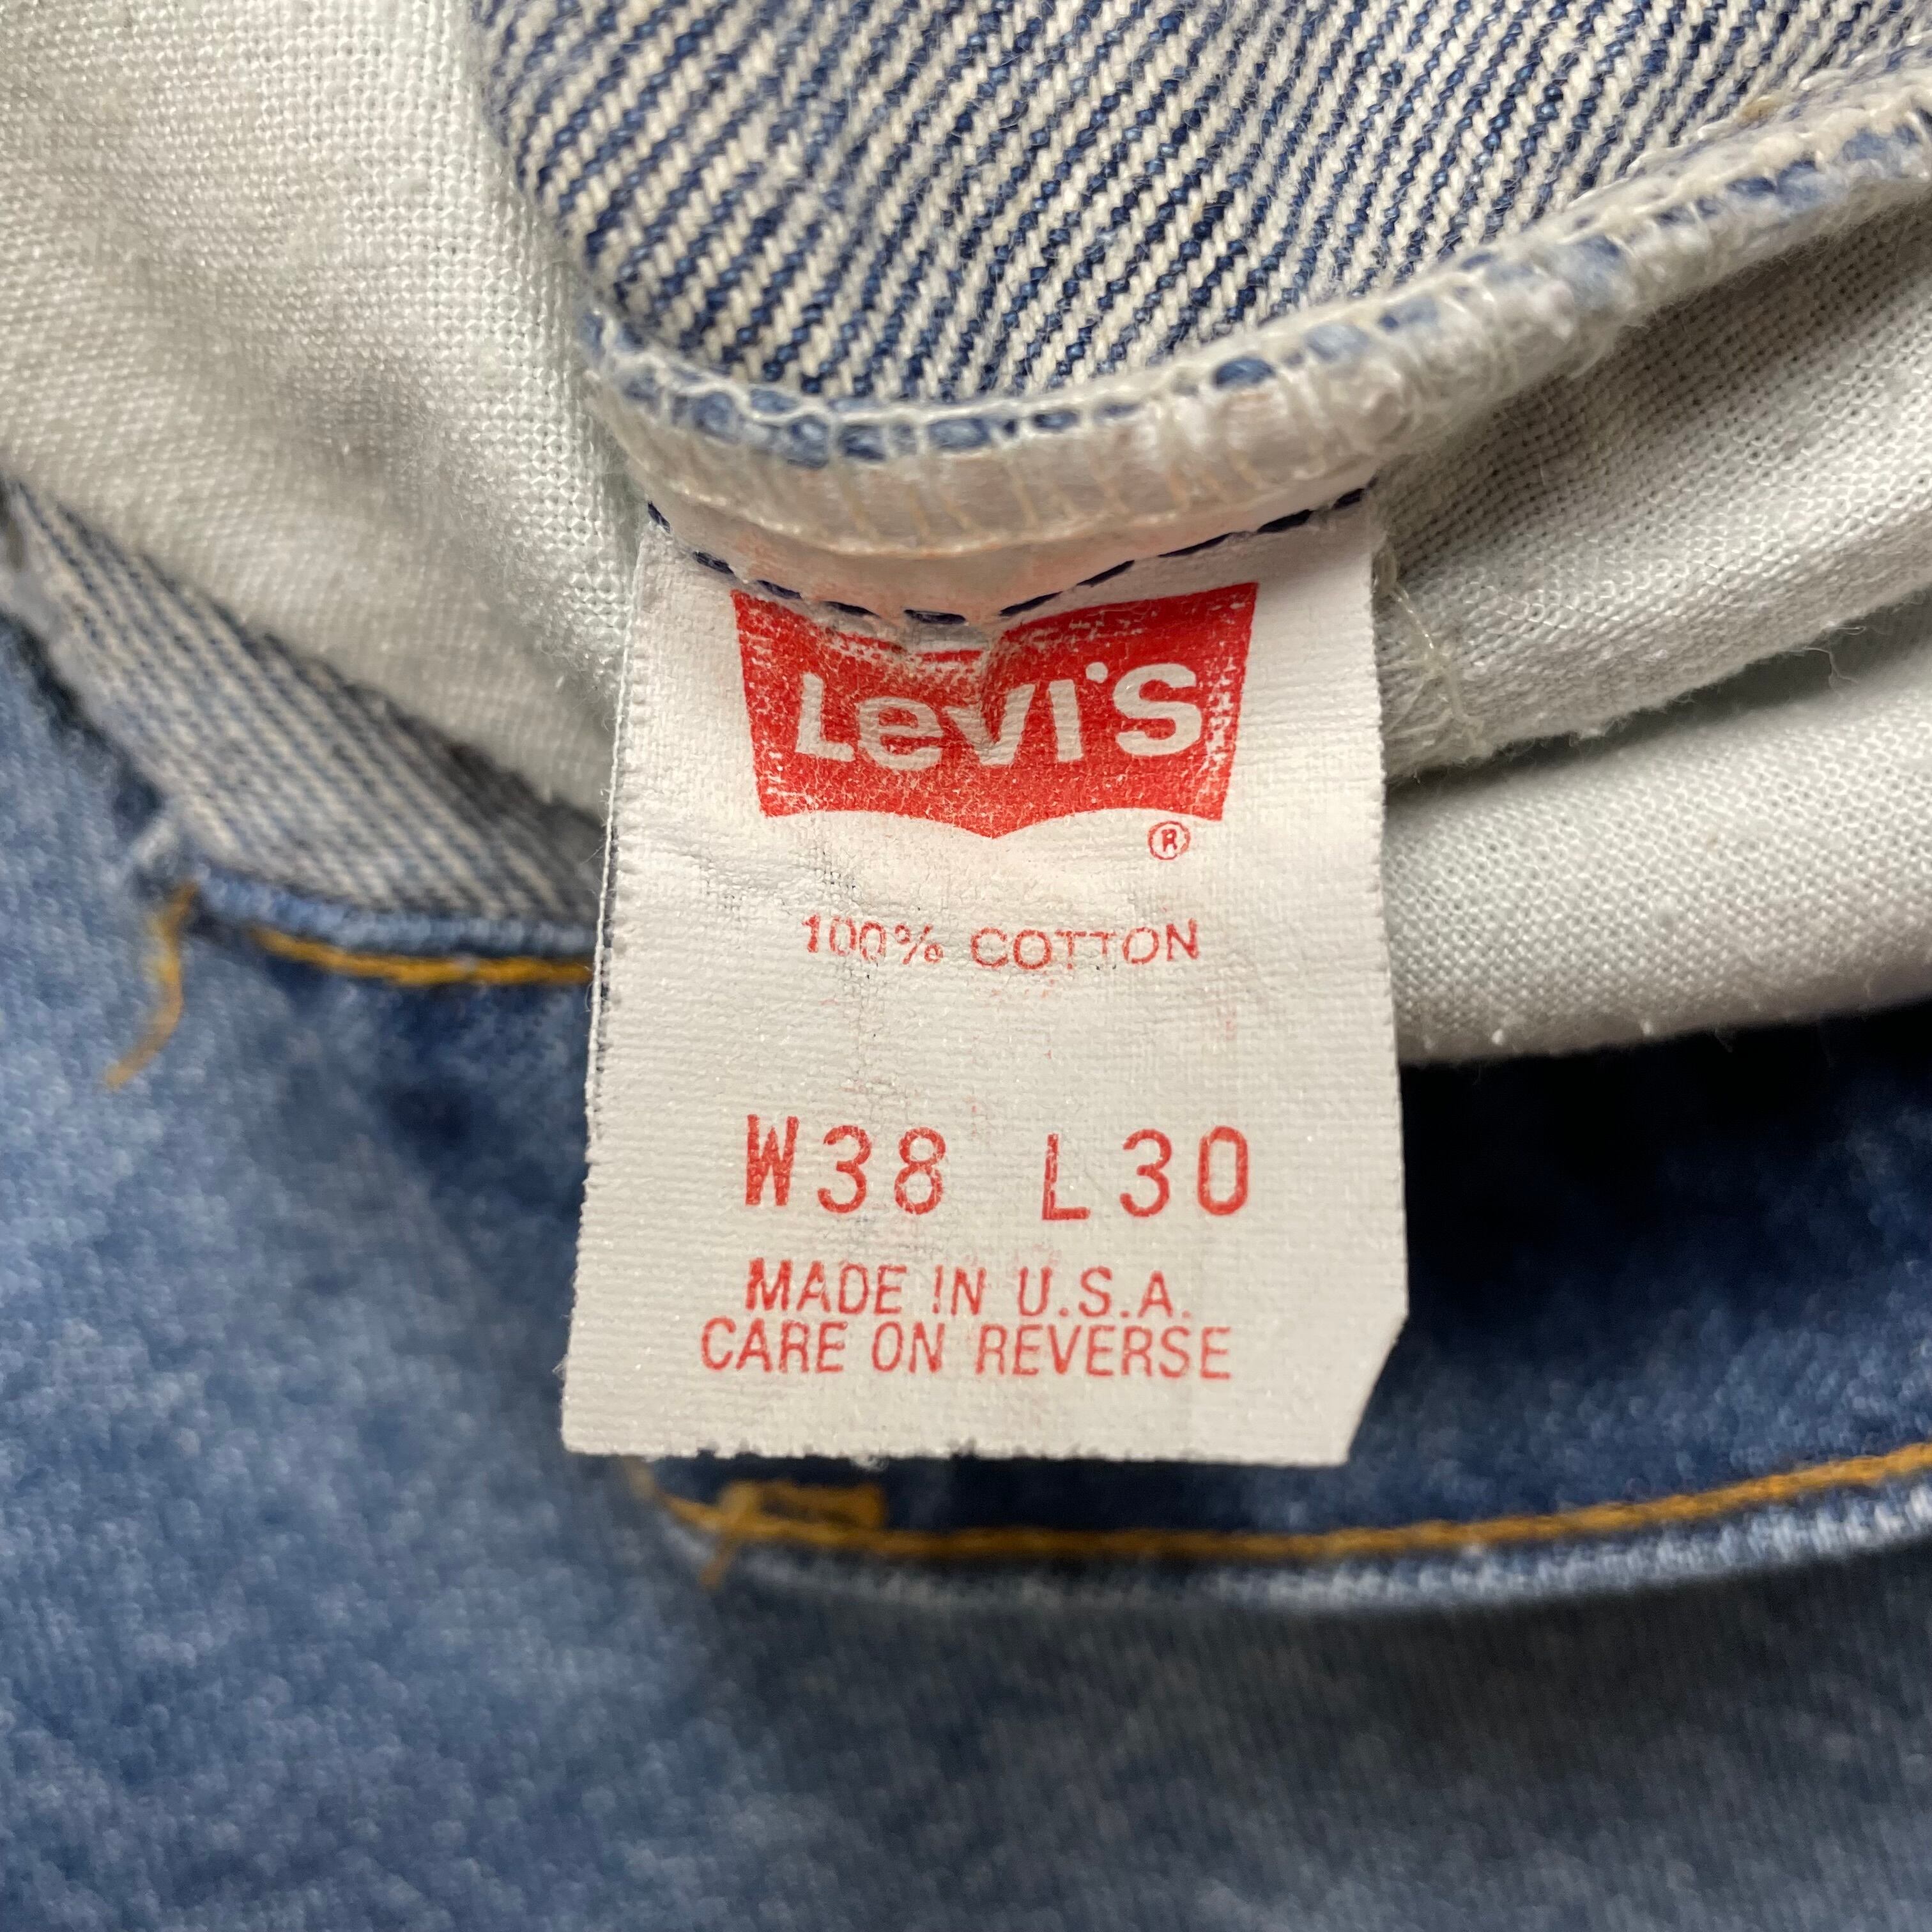 Levi's
®
100% COTTON
W38 L30
MADE IN U.S.A.
CARE ON REVERSE